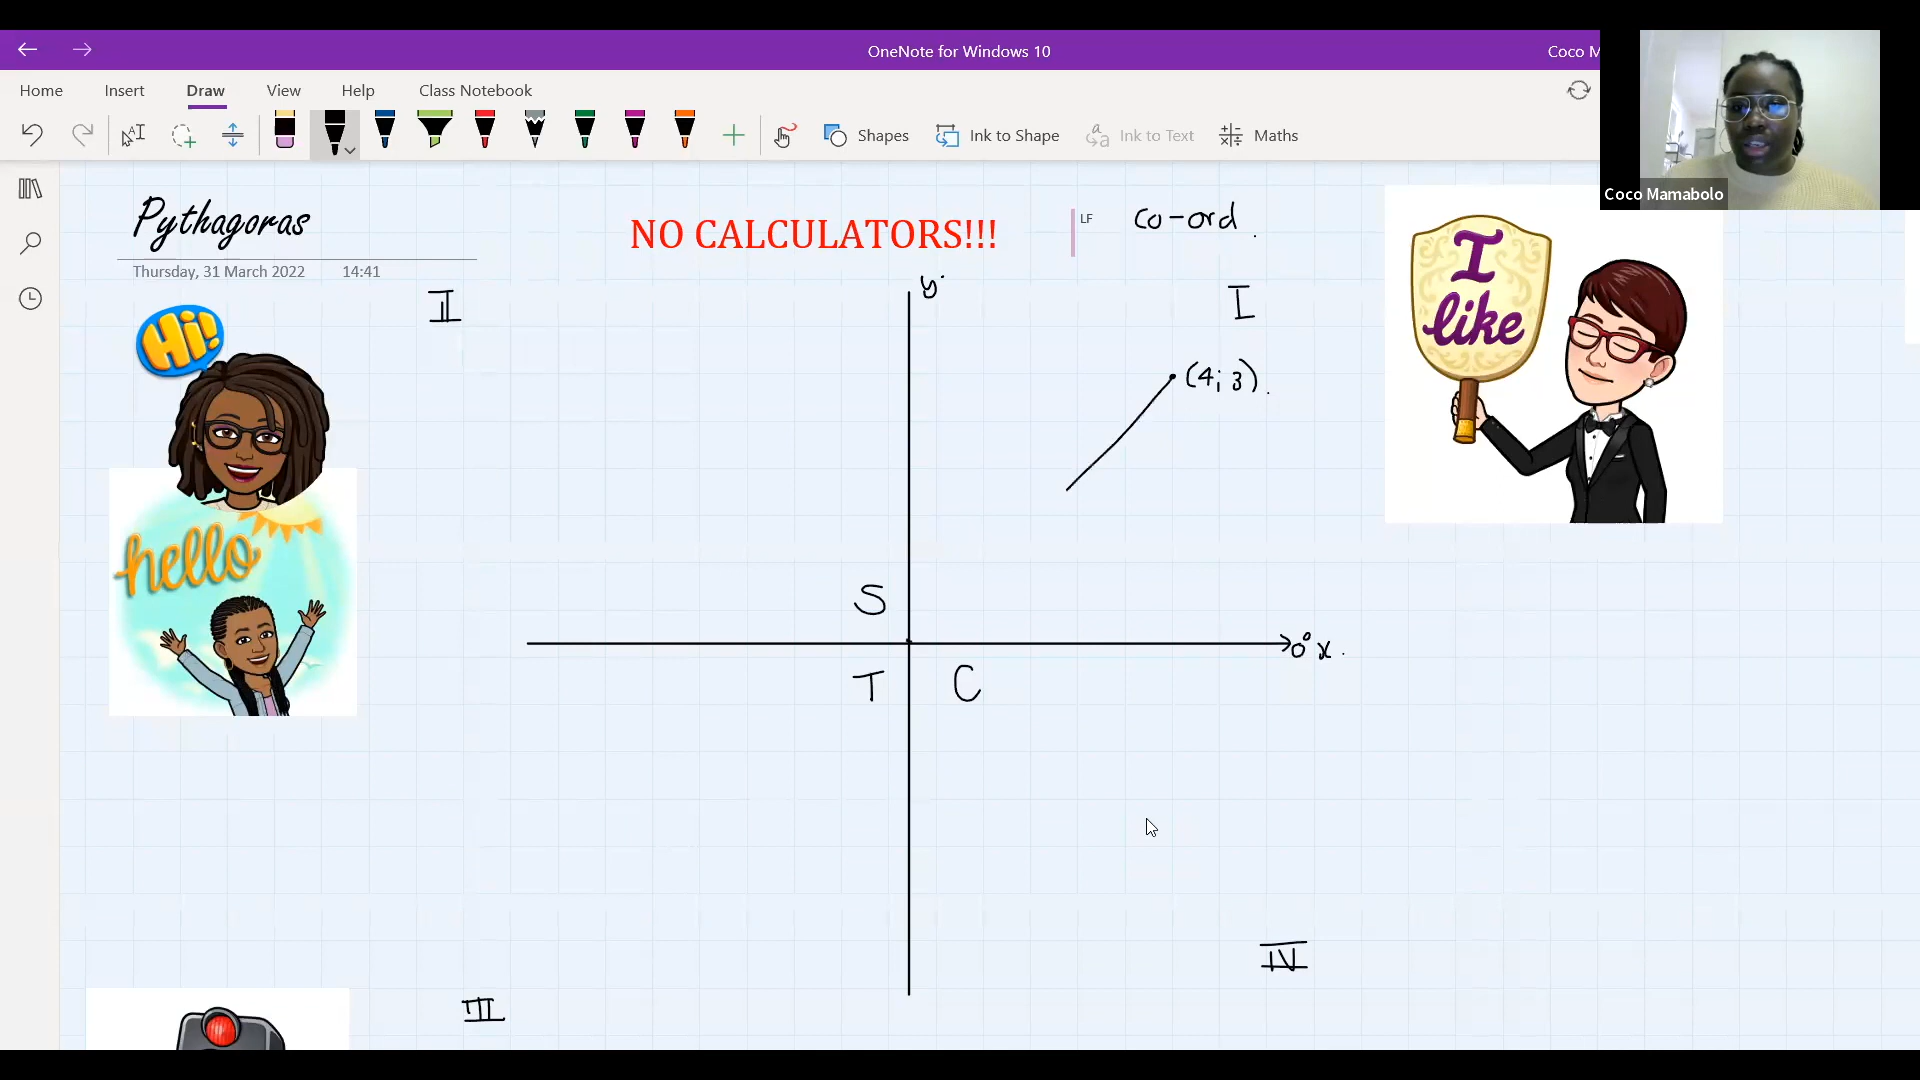 OneNote for Windows 10
Coco M
Home Insert Draw View Help Class Notebook
Shapes Ink to Shape Ink to Text Maths
Coco Mamabolo
Pythagoras
NO CALCULATORS!!!
LF
co-ord.
Thursday, 31 March 2022 14:41
II
y
I
Hi!
I like
(4; 3).
hello
S
0° x.
T C
IV
III